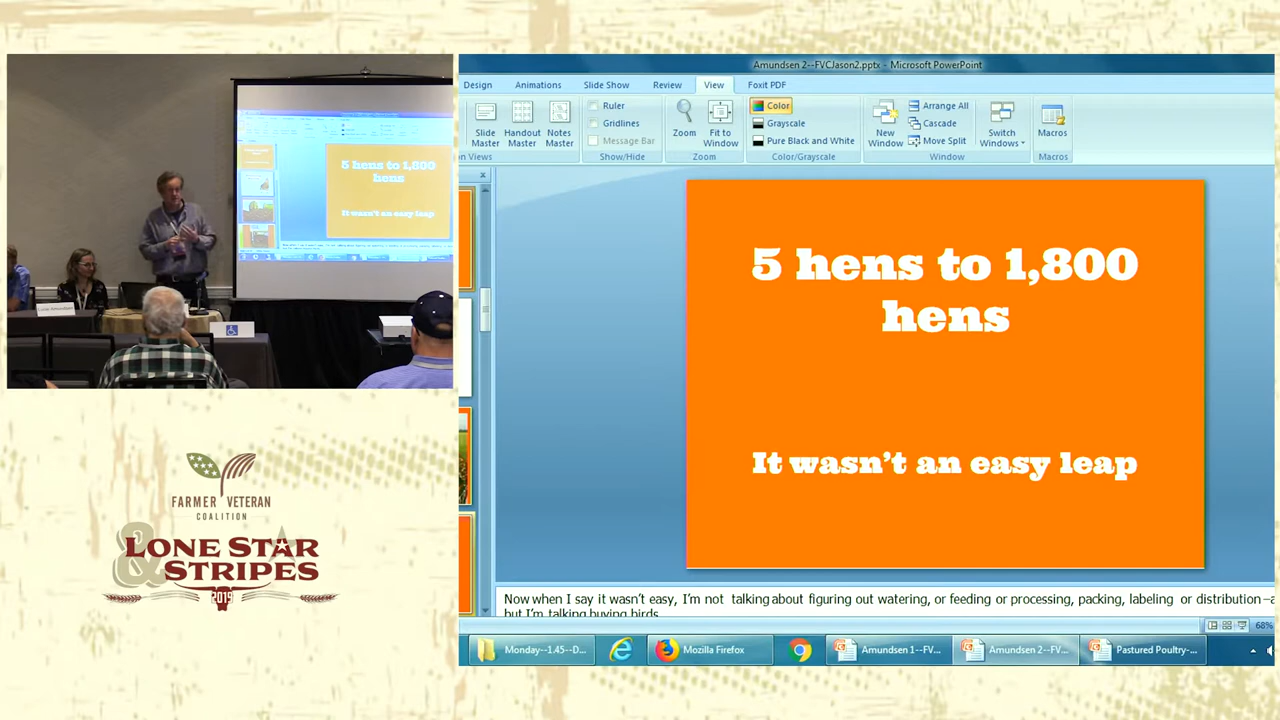 Amundsen 2--FVCJason2.pptx - Microsoft PowerPoint
Design Animations Slide Show Review View Foxit PDF
Slide Master
Handout Master
Notes Master
on Views
Ruler
Gridlines
Message Bar
Show/Hide
Zoom
Fit to Window
Zoom
Color
Grayscale
Pure Black and White
Color/Grayscale
New Window
Arrange All
Cascade
Move Split
Window
Switch Windows
Macros
Macros
5 hens to 1,800
hens
It wasn't an easy leap
5 hens to 1,800
hens
It wasn't an easy leap
FARMER VETERAN
COALITION
&
LONE STAR
STRIPES
2019
Now when I say it wasn't easy, I'm not talking about figuring out watering, or feeding or processing, packing, labeling or distribution
but I'm talking buying birds
68%
Monday--1.45--D...
Mozilla Firefox
Amundsen 1--FV...
Amundsen 2--FV...
Pastured Poultry-...